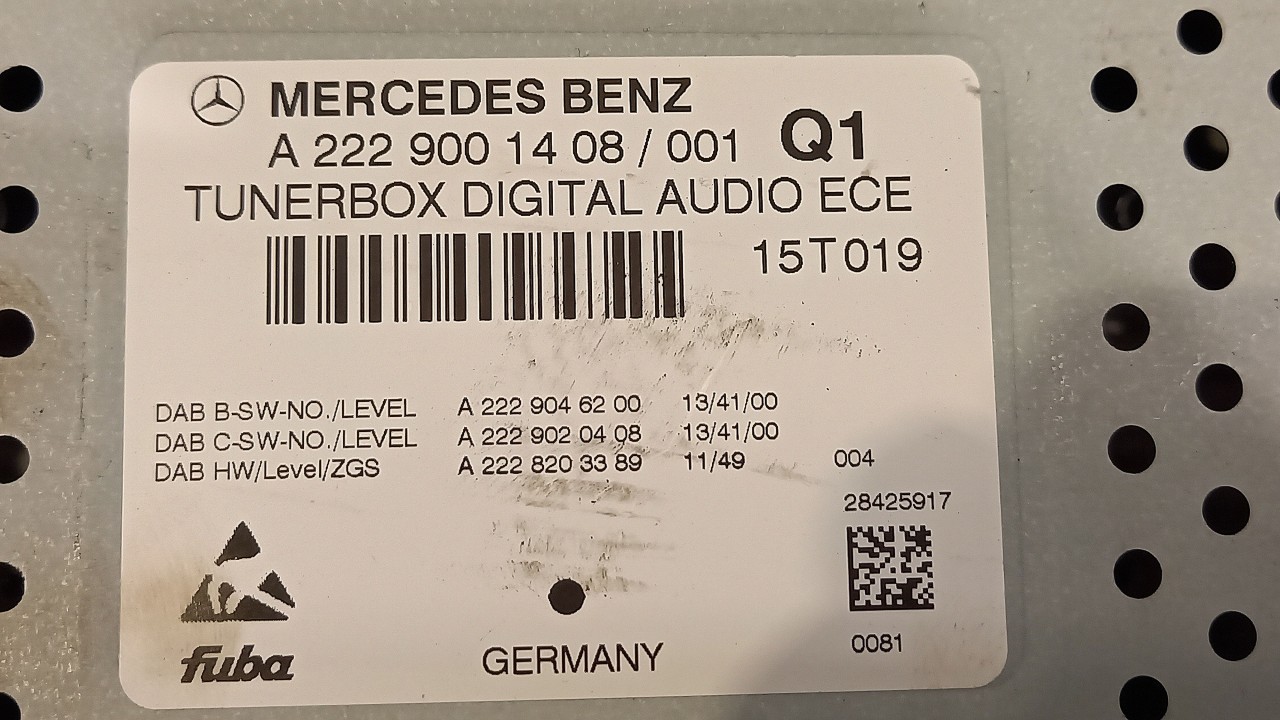 MERCEDES BENZ
A 222 900 14 08 / 001 Q1
TUNERBOX DIGITAL AUDIO ECE
15T019
DAB B-SW-NO./LEVEL A 222 904 62 00 13/41/00
DAB C-SW-NO./LEVEL A 222 902 04 08 13/41/00
DAB HW/Level/ZGS A 222 820 33 89 11/49 004
28425917
0081
fuba
GERMANY